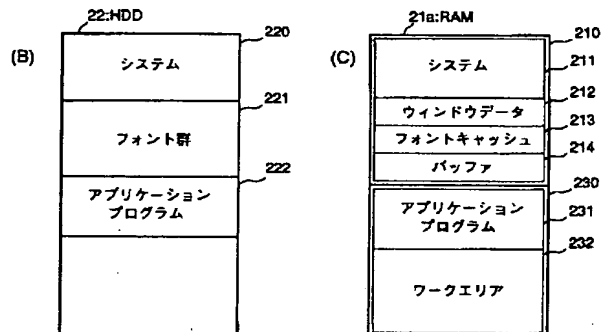 (B)
22:HDD
220
システム
221
フォント群
222
アプリケーション
プログラム
(C)
21a:RAM
210
システム
211
212
ウィンドウデータ
213
フォントキャッシュ
214
バッファ
230
アプリケーション
プログラム
231
232
ワークエリア